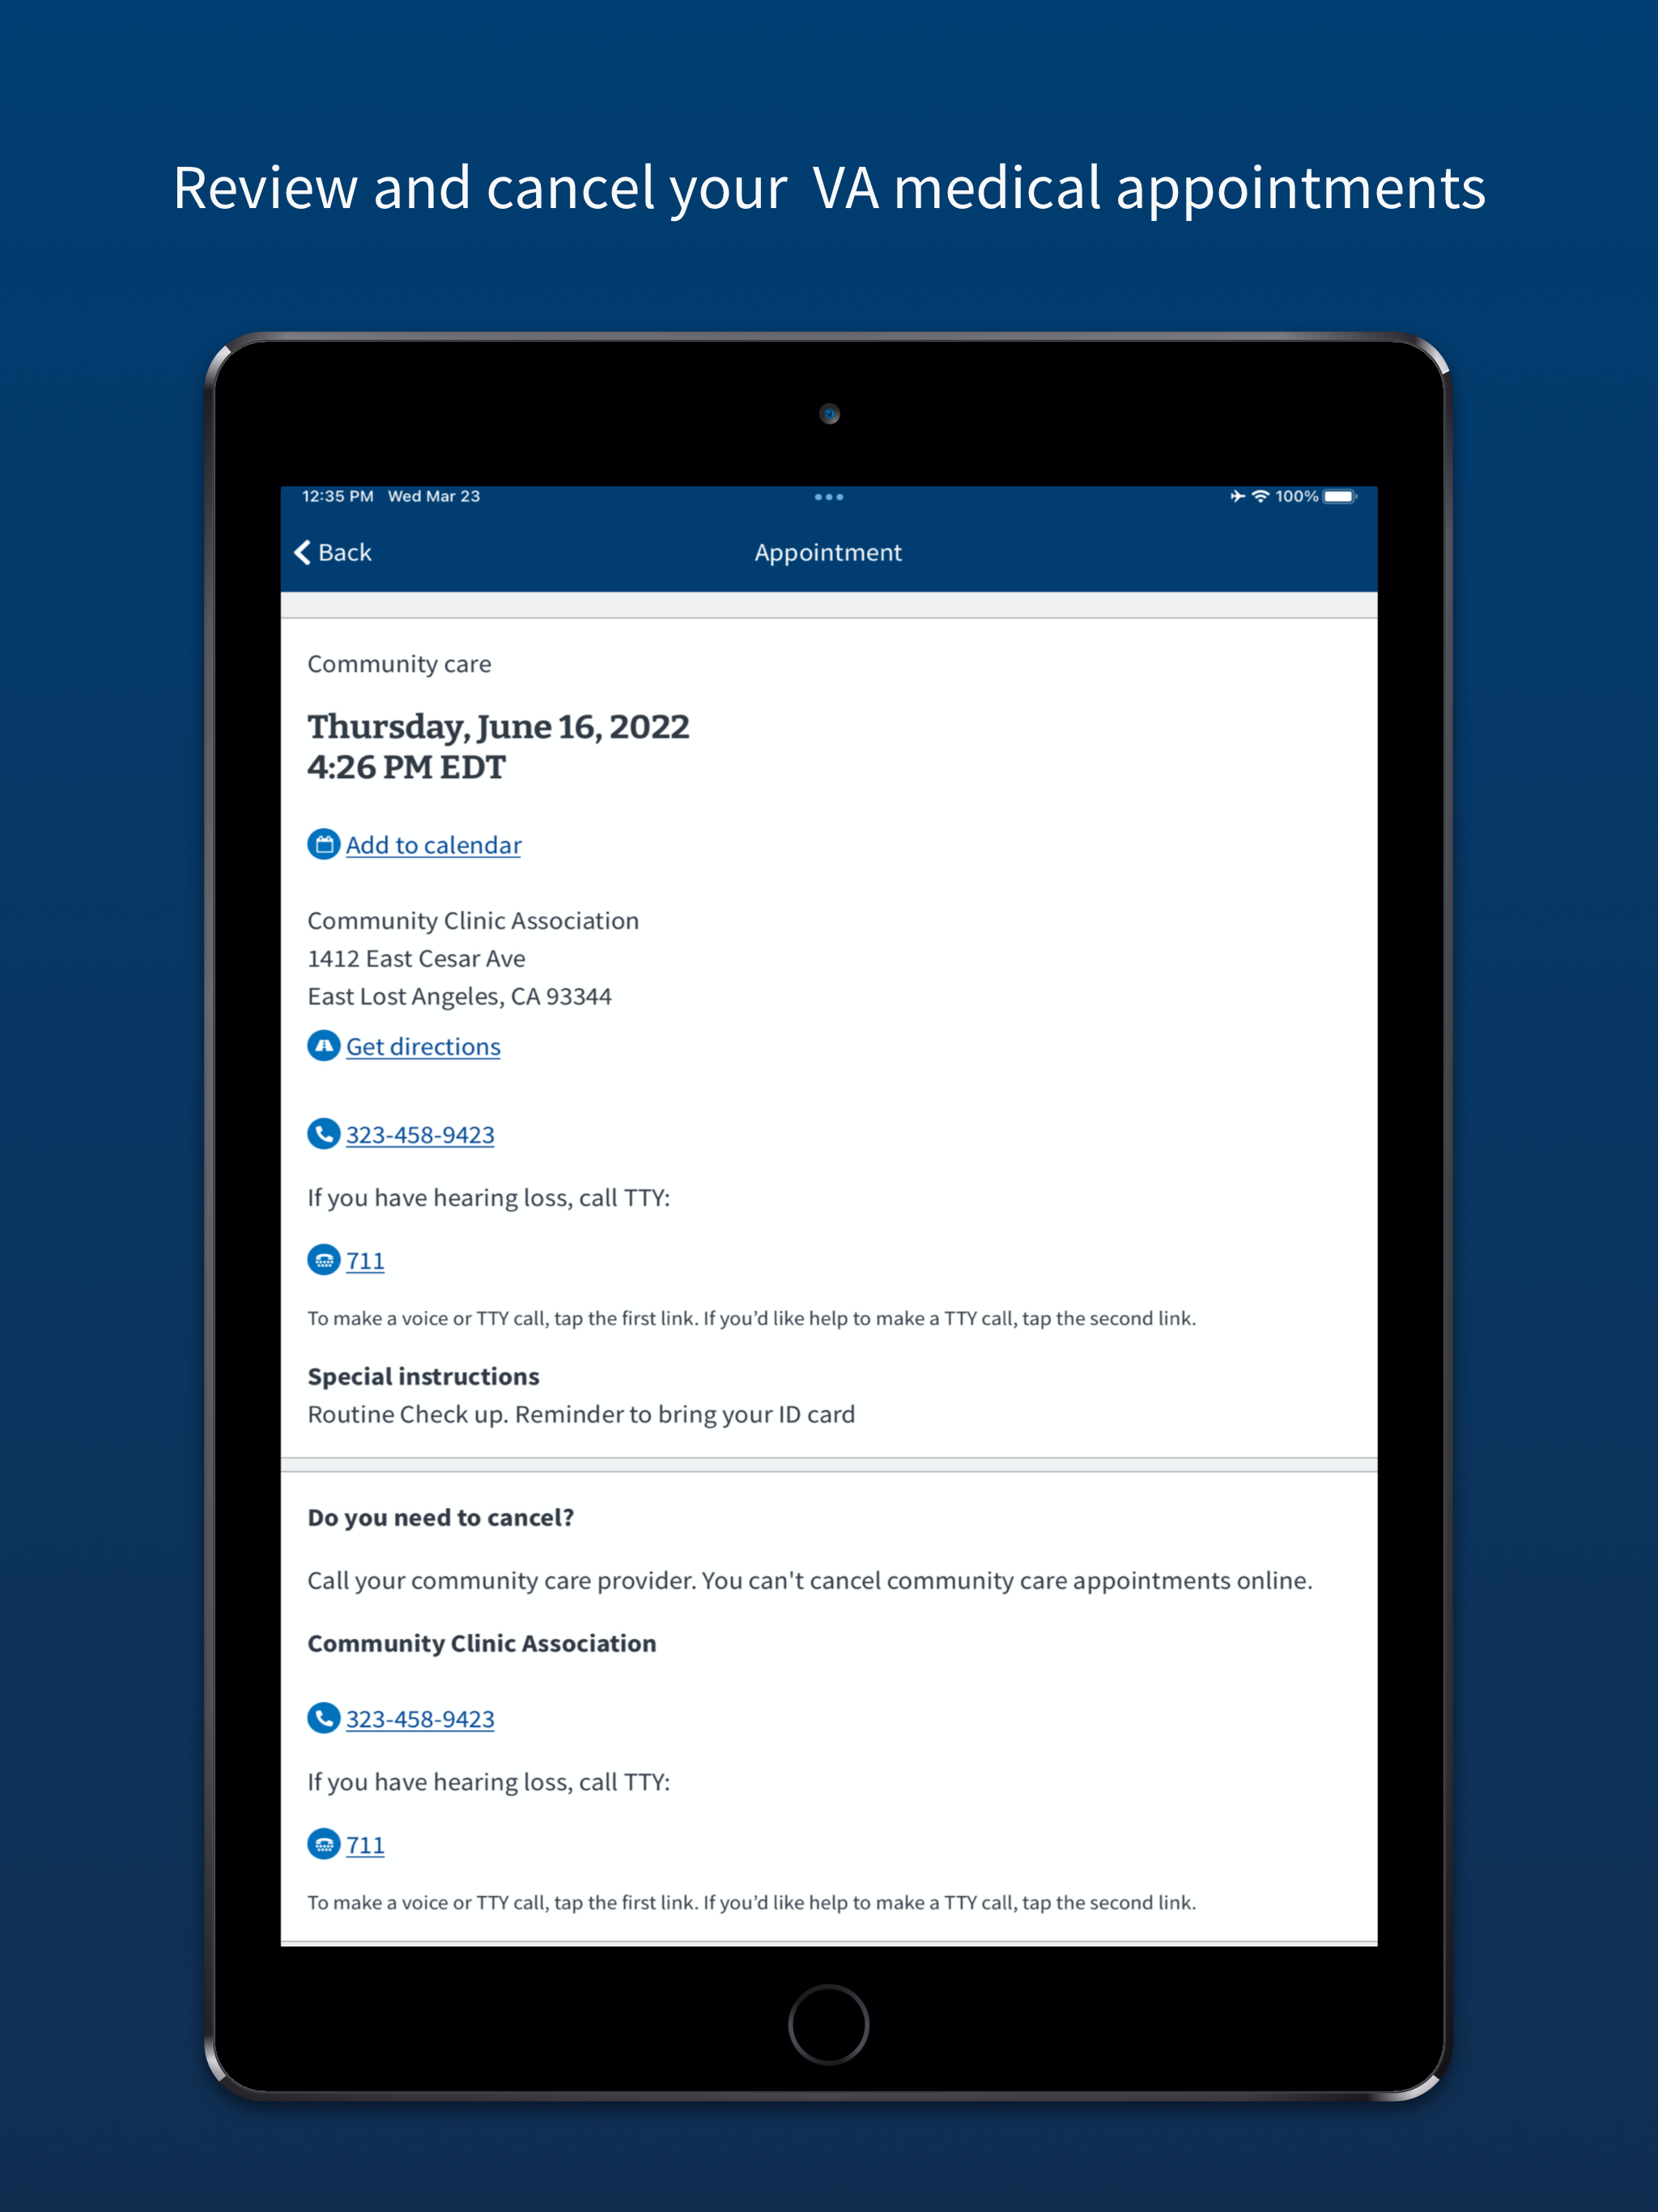 Review and cancel your  VA medical appointments
12:35 PM Wed Mar 23
100%
Back
Appointment
Community care
Thursday, June 16, 2022
4:26 PM EDT
Add to calendar
Community Clinic Association
1412 East Cesar Ave
East Lost Angeles, CA 93344
Get directions
323-458-9423
If you have hearing loss, call TTY:
711
To make a voice or TTY call, tap the first link. If you’d like help to make a TTY call, tap the second link.
Special instructions
Routine Check up. Reminder to bring your ID card
Do you need to cancel?
Call your community care provider. You can't cancel community care appointments online.
Community Clinic Association
323-458-9423
If you have hearing loss, call TTY:
711
To make a voice or TTY call, tap the first link. If you’d like help to make a TTY call, tap the second link.